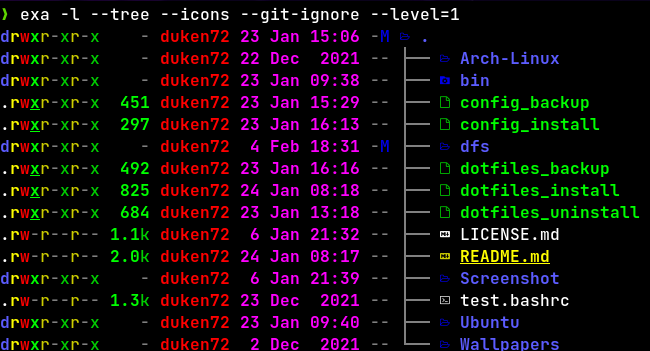 ❯ exa -l --tree --icons --git-ignore --level=1
drwxr-xr-x - duken72 23 Jan 15:06 -M .
drwxr-xr-x - duken72 22 Dec 2021 -- ├── Arch-Linux
drwxr-xr-x - duken72 23 Jan 09:38 -- ├── bin
.rwxr-xr-x 451 duken72 23 Jan 15:29 -- ├── config_backup
.rwxr-xr-x 297 duken72 23 Jan 16:13 -- ├── config_install
drwxr-xr-x - duken72 4 Feb 18:31 -M ├── dfs
.rwxr-xr-x 492 duken72 23 Jan 16:16 -- ├── dotfiles_backup
.rwxr-xr-x 825 duken72 24 Jan 08:18 -- ├── dotfiles_install
.rwxr-xr-x 684 duken72 23 Jan 13:18 -- ├── dotfiles_uninstall
.rw-r--r-- 1.1k duken72 6 Jan 21:32 -- ├── LICENSE.md
.rw-r--r-- 2.0k duken72 24 Jan 08:17 -- ├── README.md
drwxr-xr-x - duken72 6 Jan 21:39 -- ├── Screenshot
.rw-r--r-- 1.3k duken72 23 Dec 2021 -- ├── test.bashrc
drwxr-xr-x - duken72 23 Jan 09:40 -- ├── Ubuntu
drwxr-xr-x - duken72 2 Dec 2021 -- └── Wallpapers